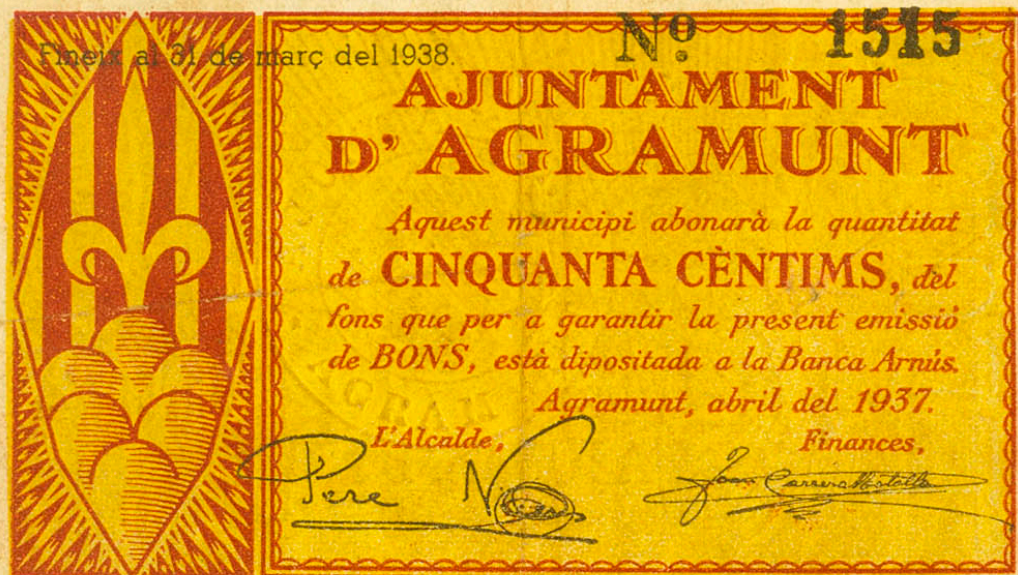 Fineix al 31 de març del 1938.
Nº 1515
AJUNTAMENT
D'AGRAMUNT
Aquest municipi abonarà la quantitat
de CINQUANTA CÈNTIMS, del
fons que per a garantir la present emissió
de BONS, està dipositada a la Banca Arnús.
Agramunt, abril del 1937.
L'Alcalde, Finances,
Pere